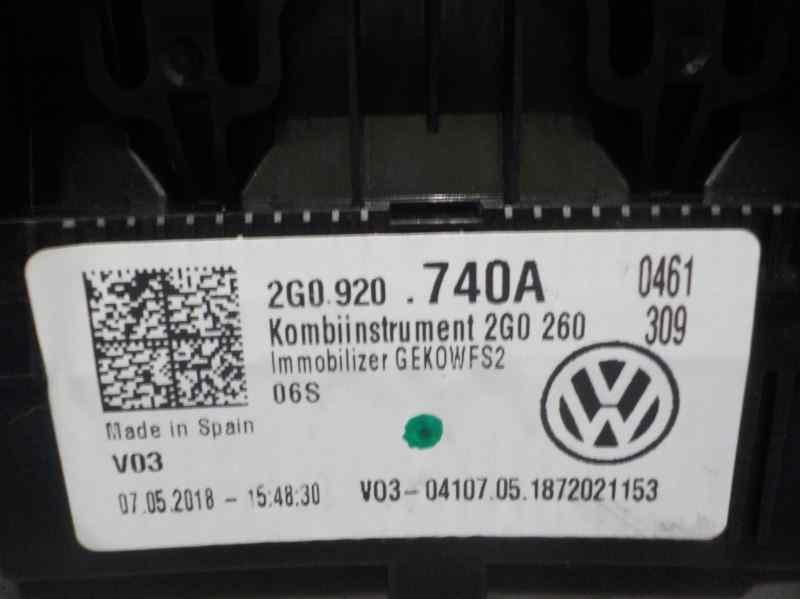 2G0.920 .740A 0461
Kombiinstrument 2G0 260 309
Immobilizer GEKOWFS2
06S
Made in Spain
V03
07.05.2018 - 15:48:30 V03-04107.05.1872021153